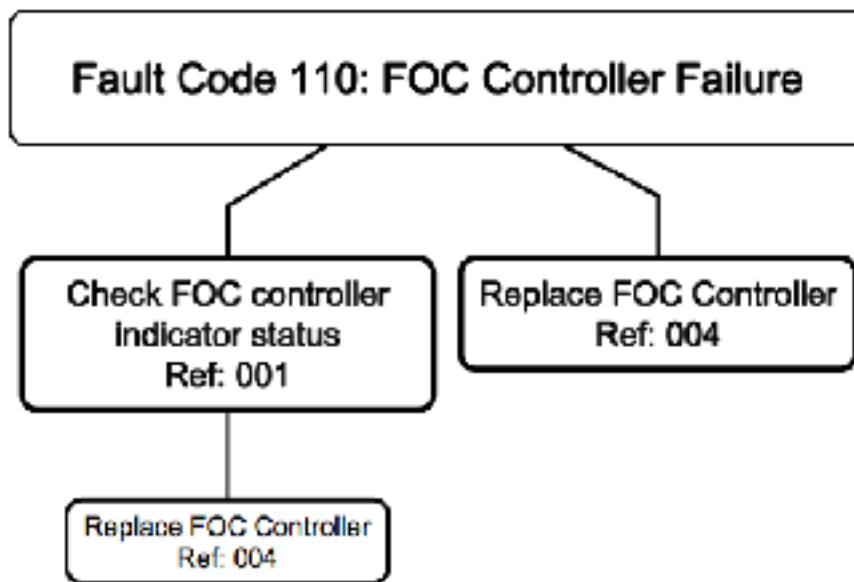 Fault Code 110: FOC Controller Failure
Check FOC controller
indicator status
Ref: 001
Replace FOC Controller
Ref: 004
Replace FOC Controller
Ref: 004